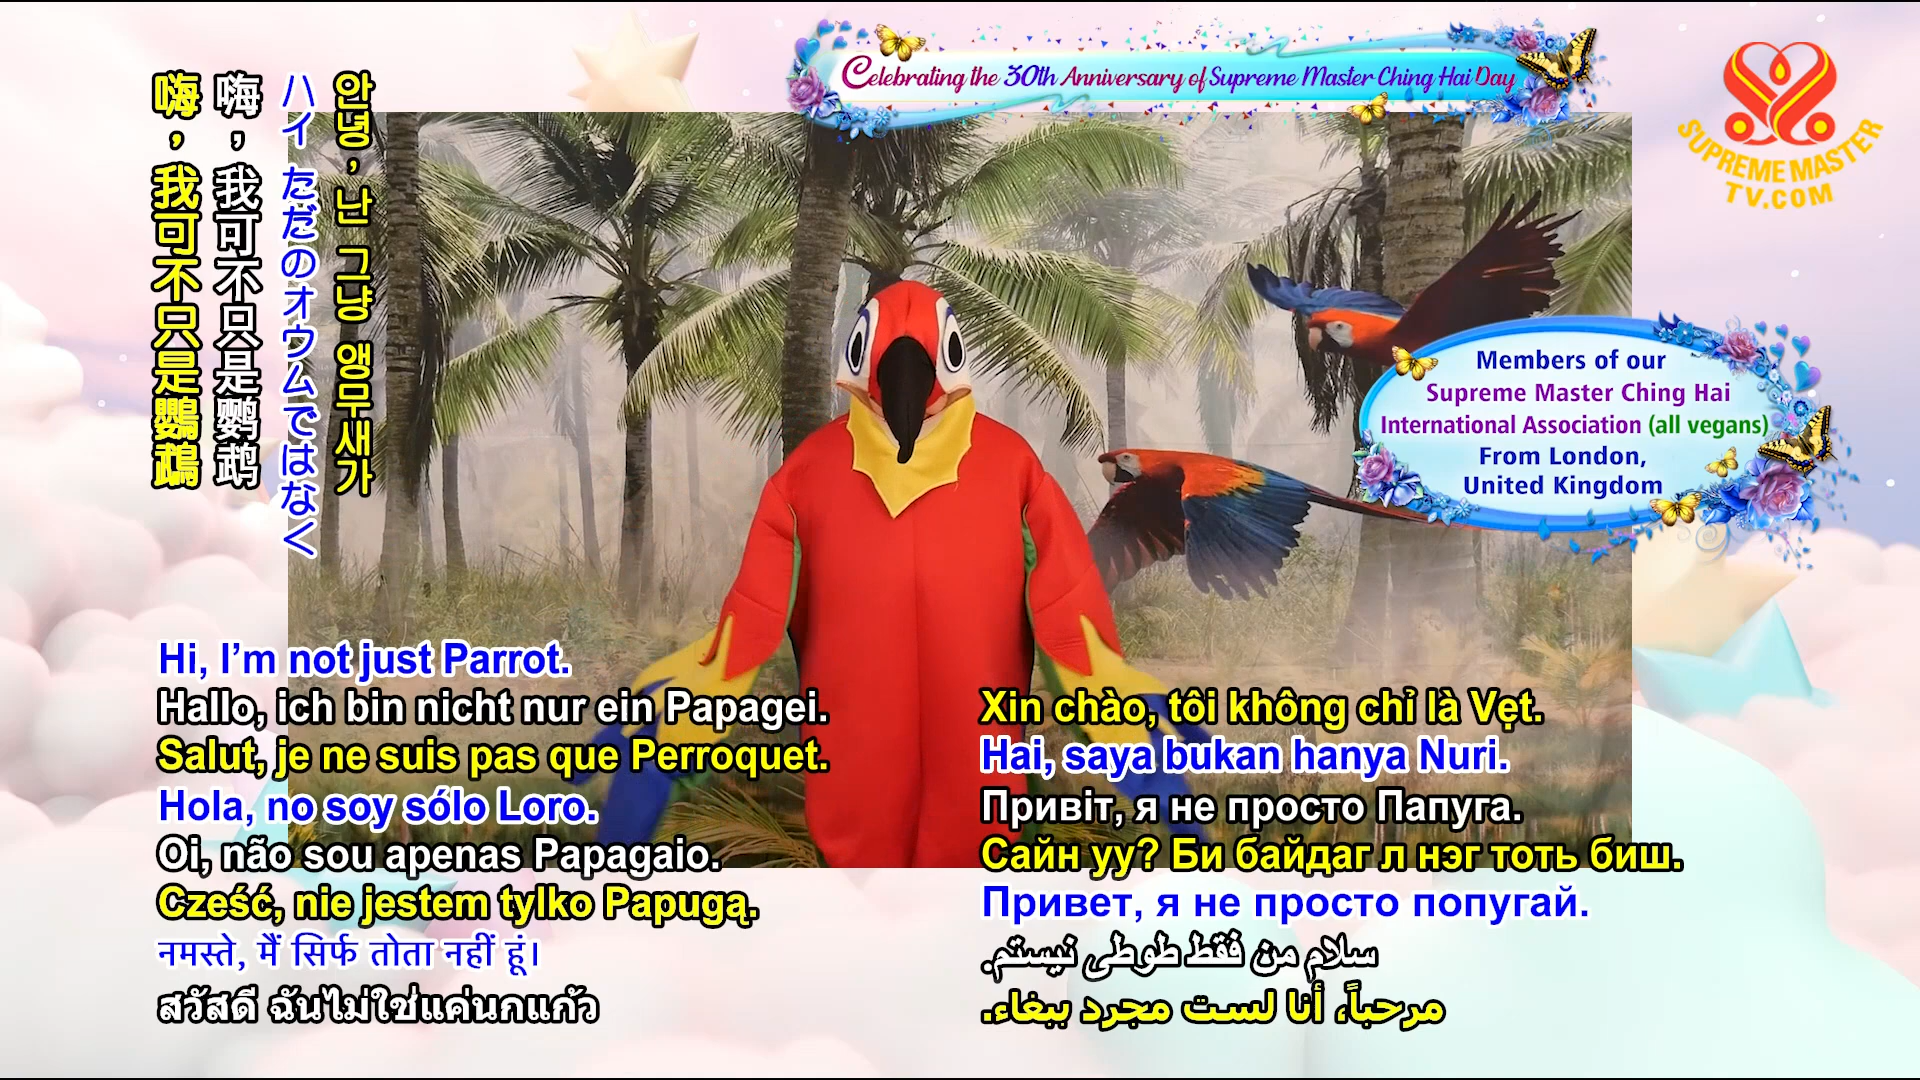 Celebrating the 30th Anniversary of Supreme Master Ching Hai Day
SUPREME MASTER
TV.COM
안녕, 난 그냥 앵무새가
ハイ ただのオウムではなく
嗨，我可不只是鹦鹉
嗨，我可不只是鸚鵡
Members of our
Supreme Master Ching Hai
International Association (all vegans)
From London,
United Kingdom
Hi, I’m not just Parrot.
Hallo, ich bin nicht nur ein Papagei.
Salut, je ne suis pas que Perroquet.
Hola, no soy sólo Loro.
Oi, não sou apenas Papagaio.
Cześć, nie jestem tylko Papugą.
नमस्ते, मैं सिर्फ तोता नहीं हूं।
สวัสดี ฉันไม่ใช่แค่นกแก้ว
Xin chào, tôi không chỉ là Vẹt.
Hai, saya bukan hanya Nuri.
Привіт, я не просто Папуга.
Сайн уу? Би байдаг л нэг тоть биш.
Привет, я не просто попугай.
سلام من فقط طوطی نیستم.
مرحباً، أنا لست مجرد ببغاء.